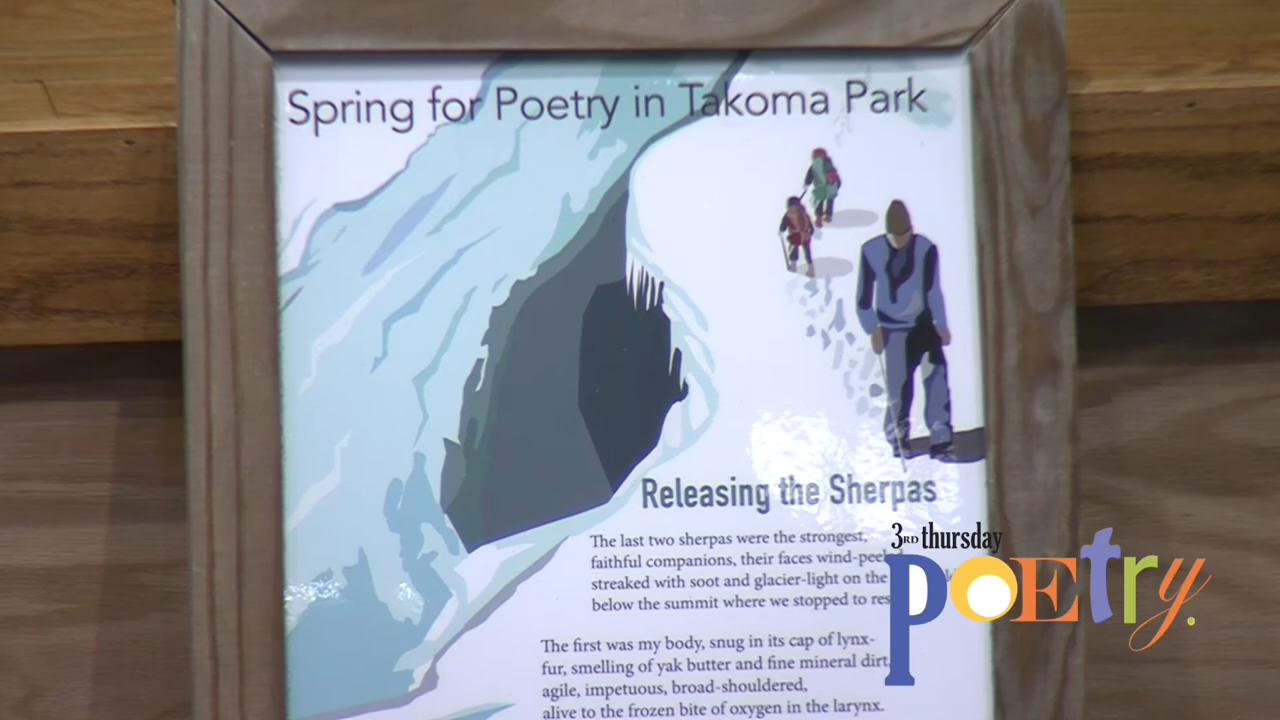 Spring for Poetry in Takoma Park
Releasing the Sherpas
The last two sherpas were the strongest,
faithful companions, their faces wind-peeled
streaked with soot and glacier-light on the
below the summit where we stopped to
The first was my body, snug in its cap of lynx-
fur, smelling of yak butter and fine mineral dirt,
agile, impetuous, broad-shouldered,
alive to the frozen bite of oxygen in the larynx.
3RD thursday
POEtry.